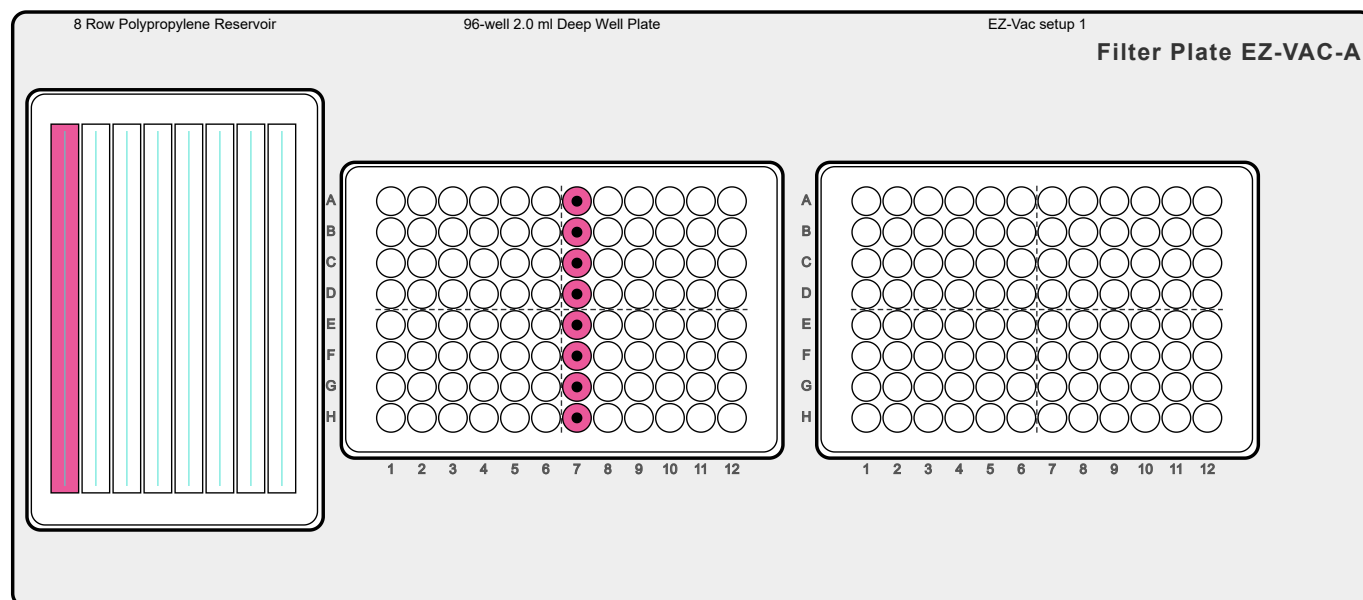 8 Row Polypropylene Reservoir
96-well 2.0 ml Deep Well Plate
EZ-Vac setup 1
Filter Plate EZ-VAC-A
A
B
C
D
E
F
G
H
1 2 3 4 5 6 7 8 9 10 11 12
A
B
C
D
E
F
G
H
1 2 3 4 5 6 7 8 9 10 11 12